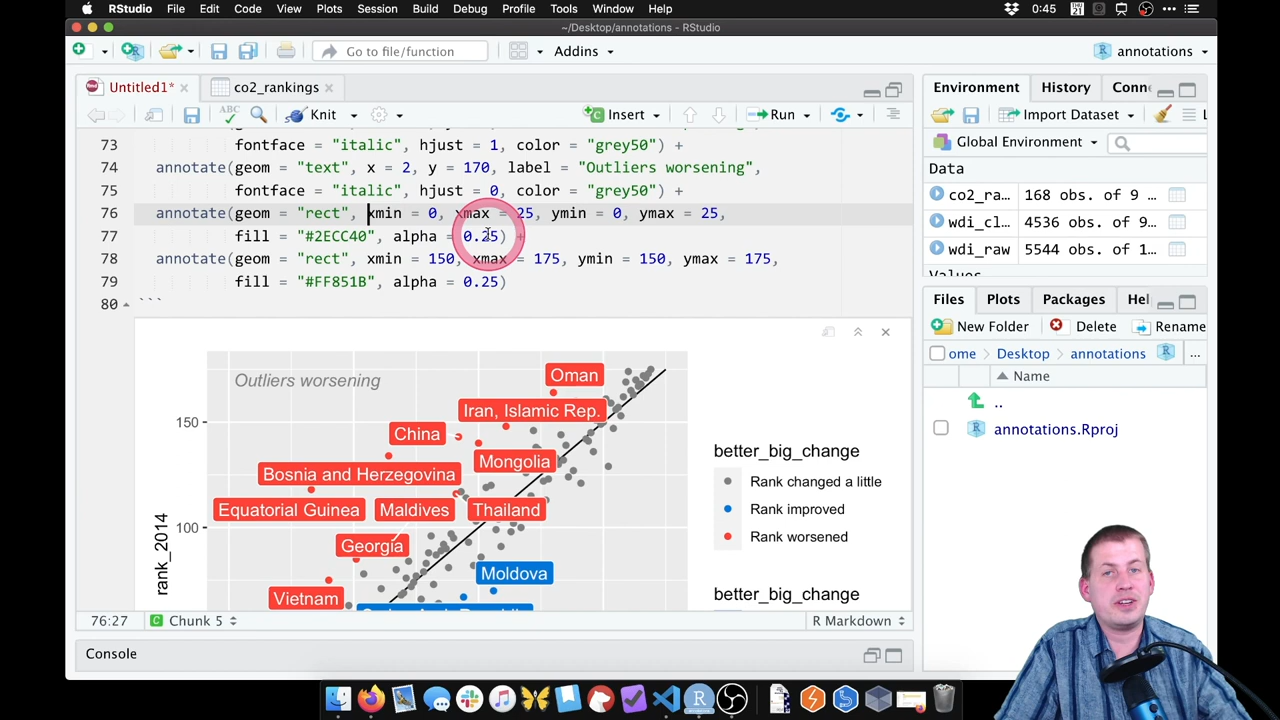 RStudio File Edit Code View Plots Session Build Debug Profile Tools Window Help 0:45 THU 21
~/Desktop/annotations - RStudio
Go to file/function Addins annotations
Untitled1* co2_rankings
Knit Insert Run
73 fontface = "italic", hjust = 1, color = "grey50") +
74 annotate(geom = "text", x = 2, y = 170, label = "Outliers worsening",
75 fontface = "italic", hjust = 0, color = "grey50") +
76 annotate(geom = "rect", xmin = 0, xmax = 25, ymin = 0, ymax = 25,
77 fill = "#2ECC40", alpha = 0.25) +
78 annotate(geom = "rect", xmin = 150, xmax = 175, ymin = 150, ymax = 175,
79 fill = "#FF851B", alpha = 0.25)
80 ```
Outliers worsening
Oman
Iran, Islamic Rep.
150
China
Mongolia
Bosnia and Herzegovina
Equatorial Guinea Maldives Thailand
100
Georgia
Moldova
Vietnam
rank_2014
better_big_change
Rank changed a little
Rank improved
Rank worsened
better_big_change
76:27 Chunk 5 R Markdown
Console
Environment History Conn
Import Dataset
Global Environment
Data
co2_ra... 168 obs. of 9
wdi_cl... 4536 obs. of 9...
wdi_raw 5544 obs. of 1...
Values
Files Plots Packages Hel
New Folder Delete Rename
ome Desktop annotations ...
Name
..
annotations.Rproj